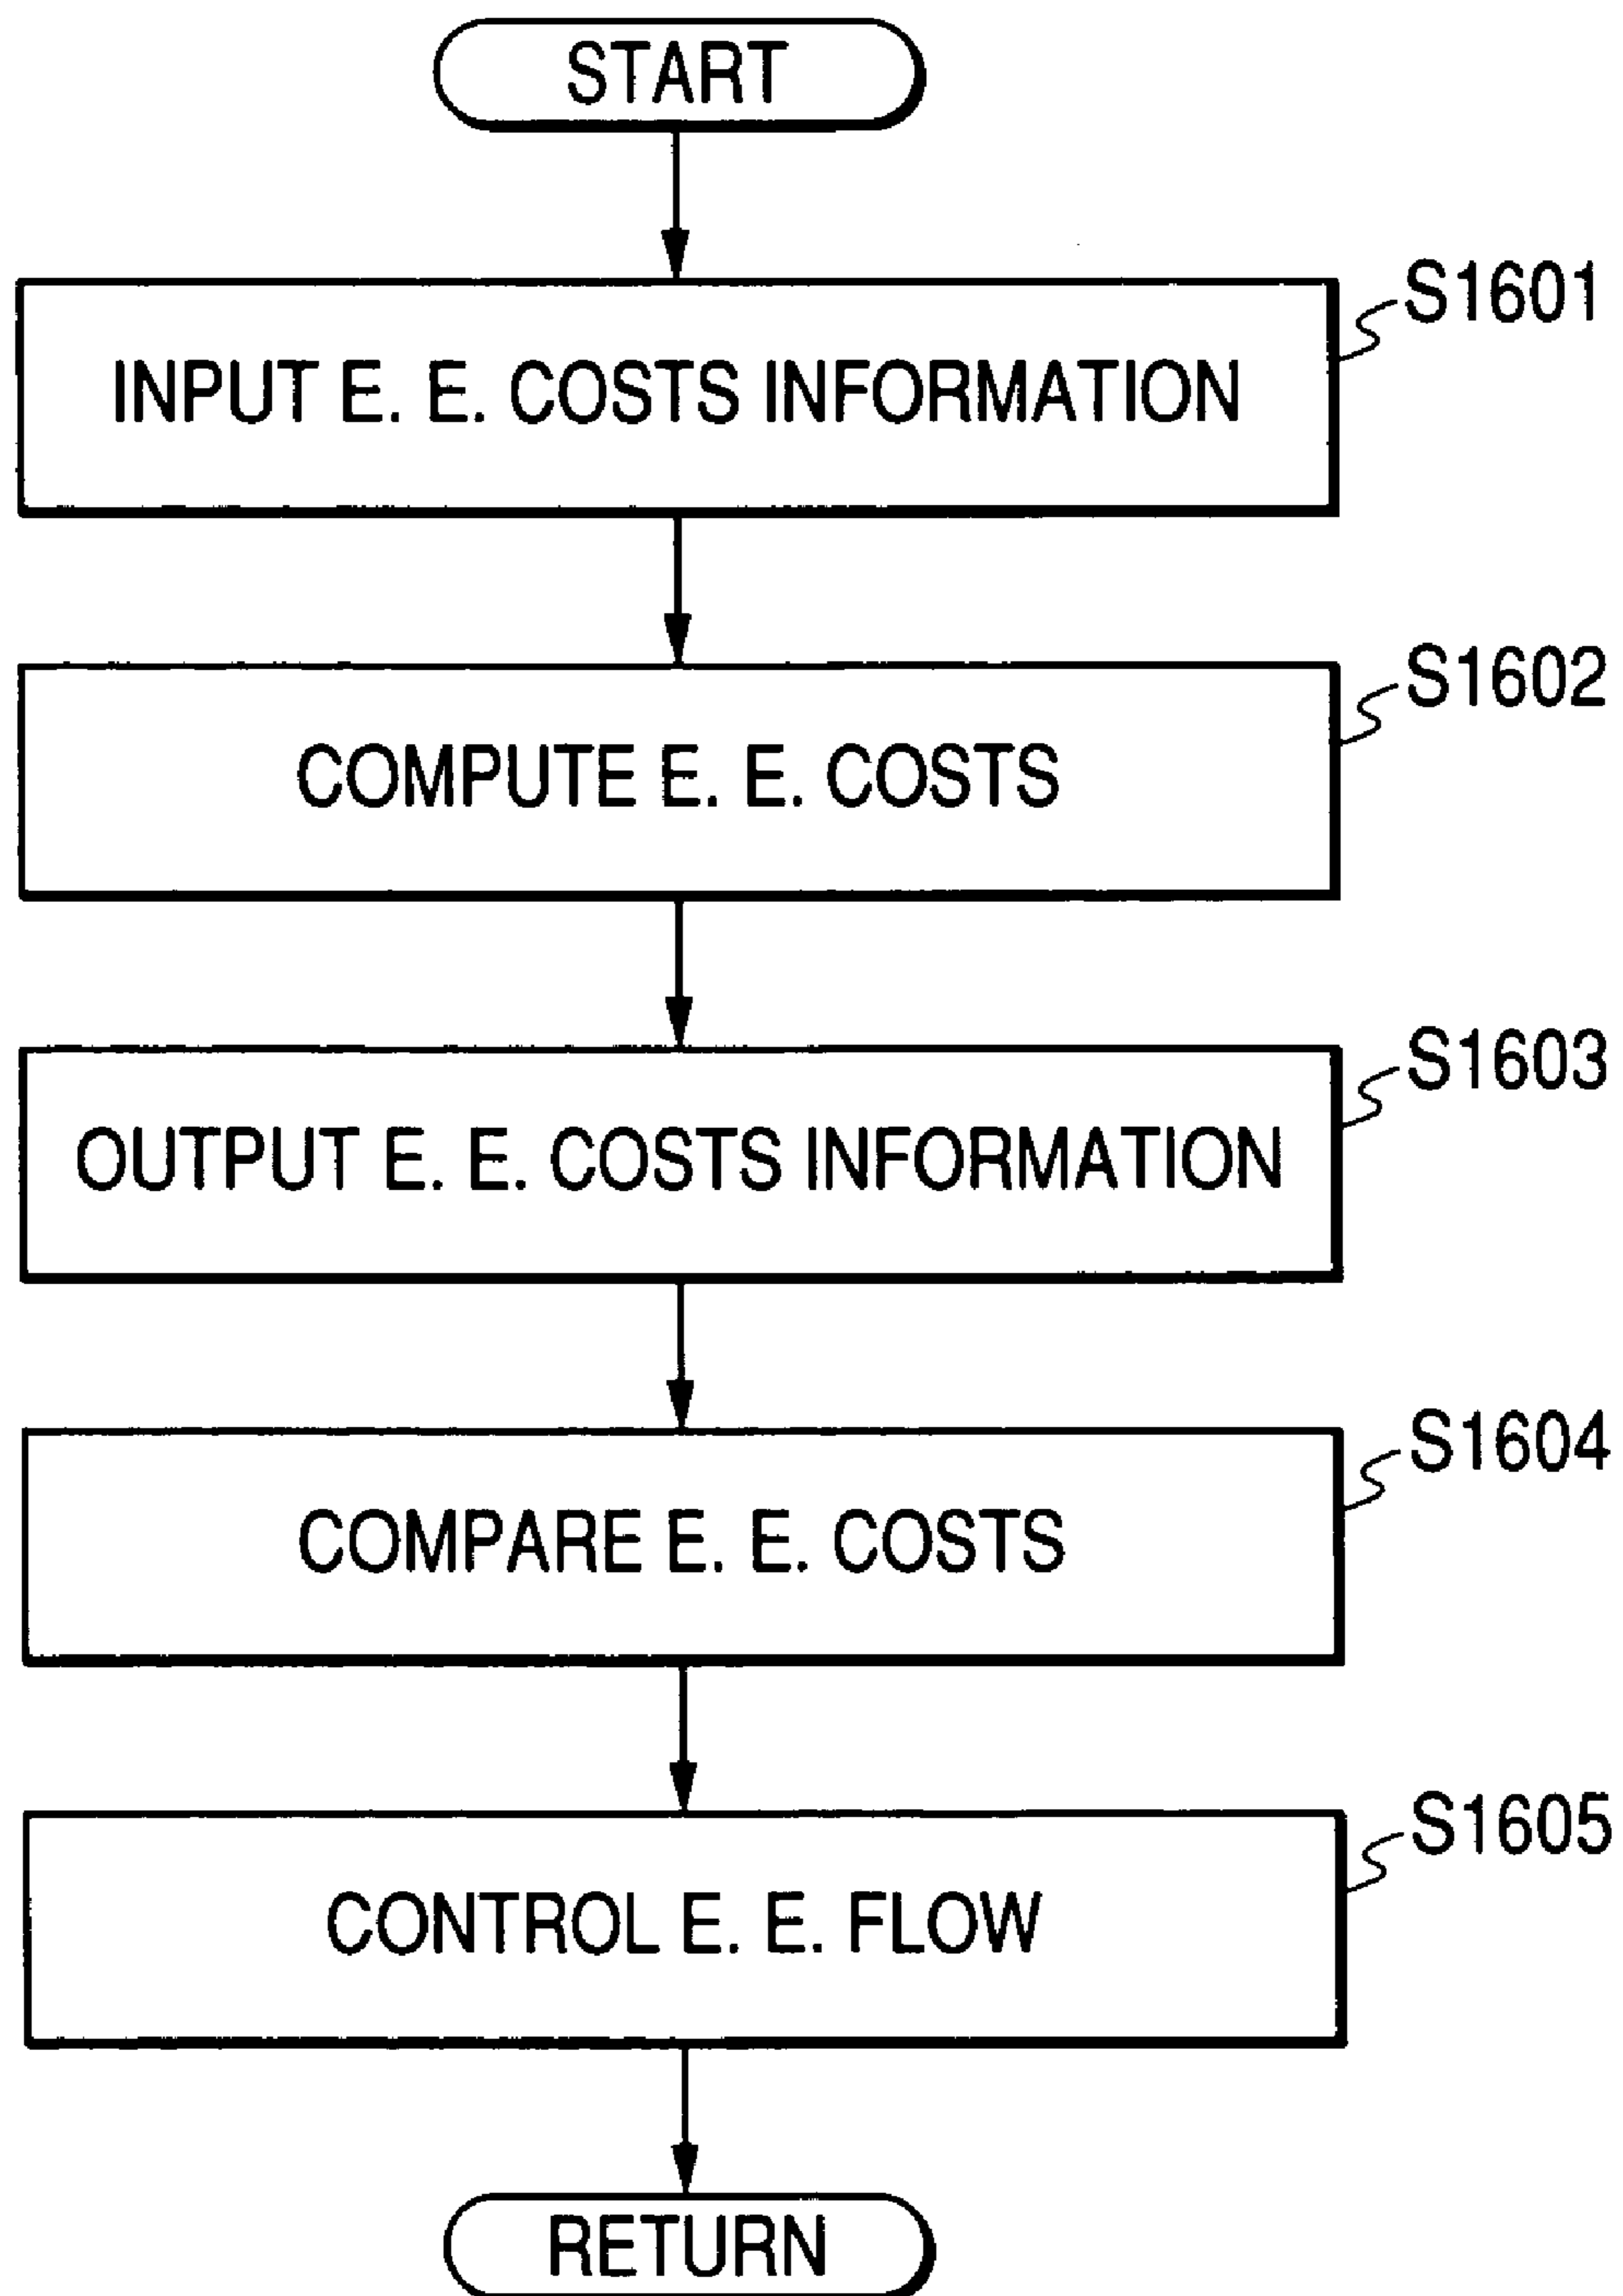 START
S1601
INPUT E. E. COSTS INFORMATION
S1602
COMPUTE E. E. COSTS
S1603
OUTPUT E. E. COSTS INFORMATION
S1604
COMPARE E. E. COSTS
S1605
CONTROL E. E. FLOW
RETURN